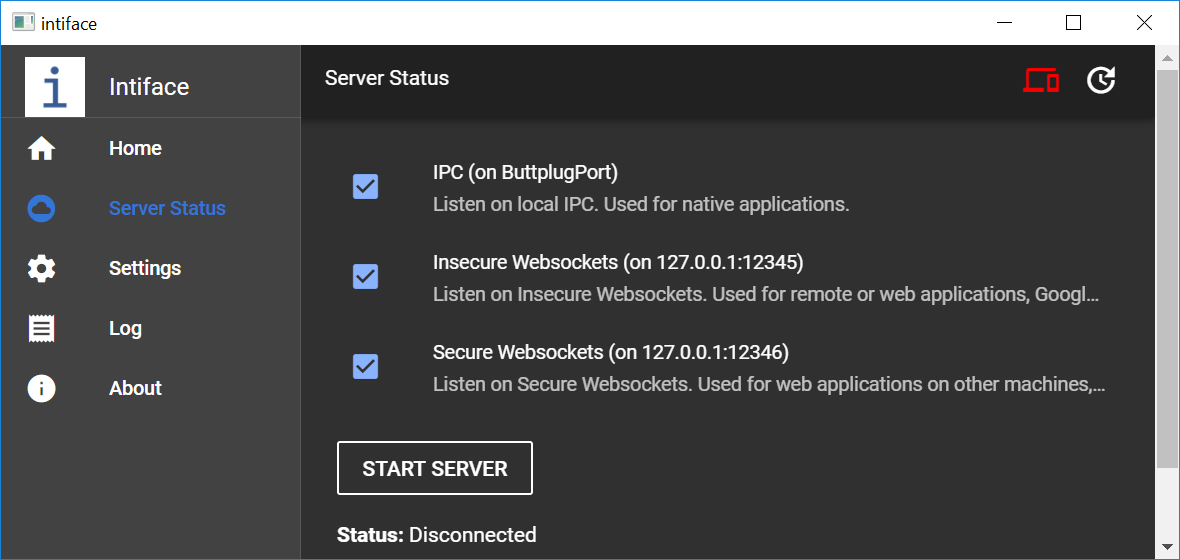 intiface
i
Intiface
Server Status
Home
Server Status
Settings
Log
About
IPC (on ButtplugPort)
Listen on local IPC. Used for native applications.
Insecure Websockets (on 127.0.0.1:12345)
Listen on Insecure Websockets. Used for remote or web applications, Googl...
Secure Websockets (on 127.0.0.1:12346)
Listen on Secure Websockets. Used for web applications on other machines,...
START SERVER
Status: Disconnected